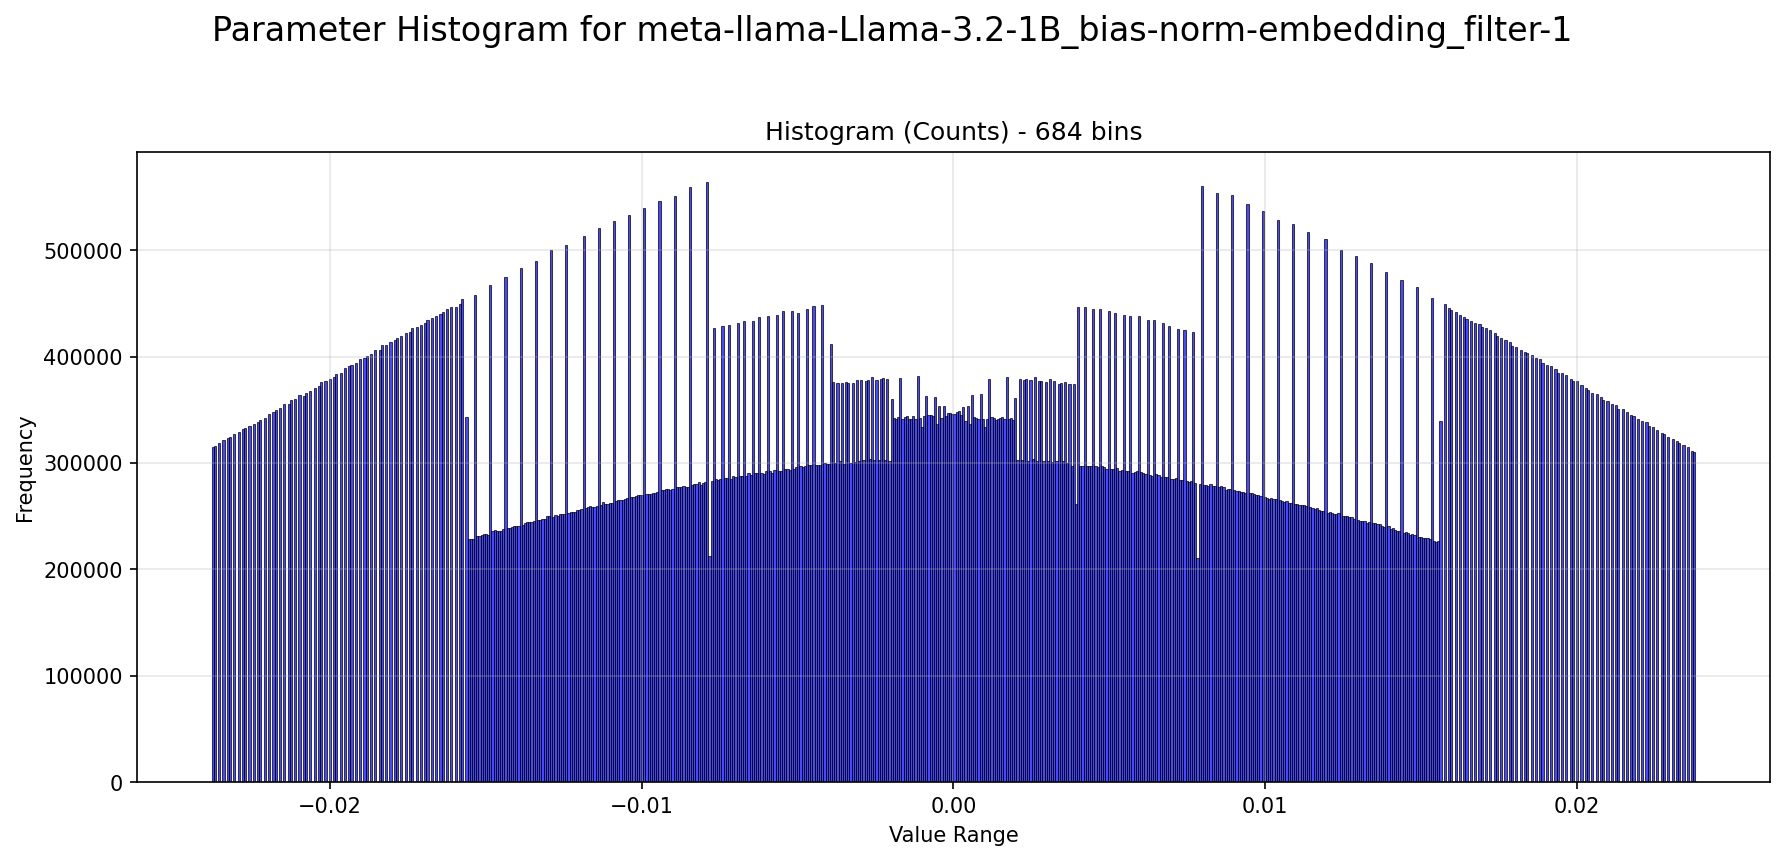 Parameter Histogram for meta-llama-Llama-3.2-1B_bias-norm-embedding_filter-1
Histogram (Counts) - 684 bins
500000
400000
300000
200000
100000
0
Frequency
−0.02
−0.01
0.00
0.01
0.02
Value Range